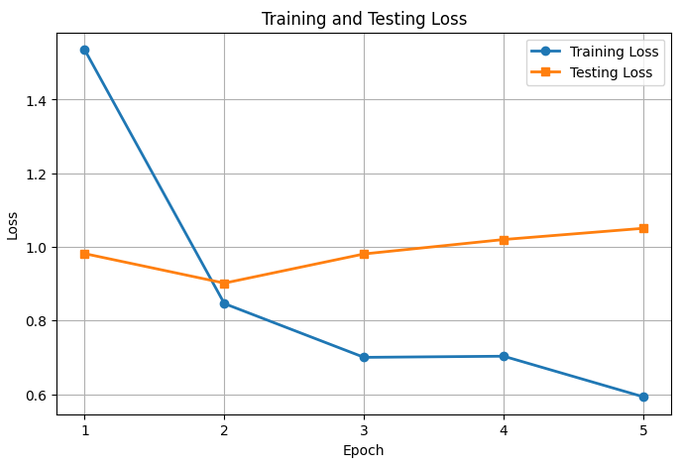 Training and Testing Loss
Training Loss
Testing Loss
Loss
1.4
1.2
1.0
0.8
0.6
1 2 3 4 5
Epoch